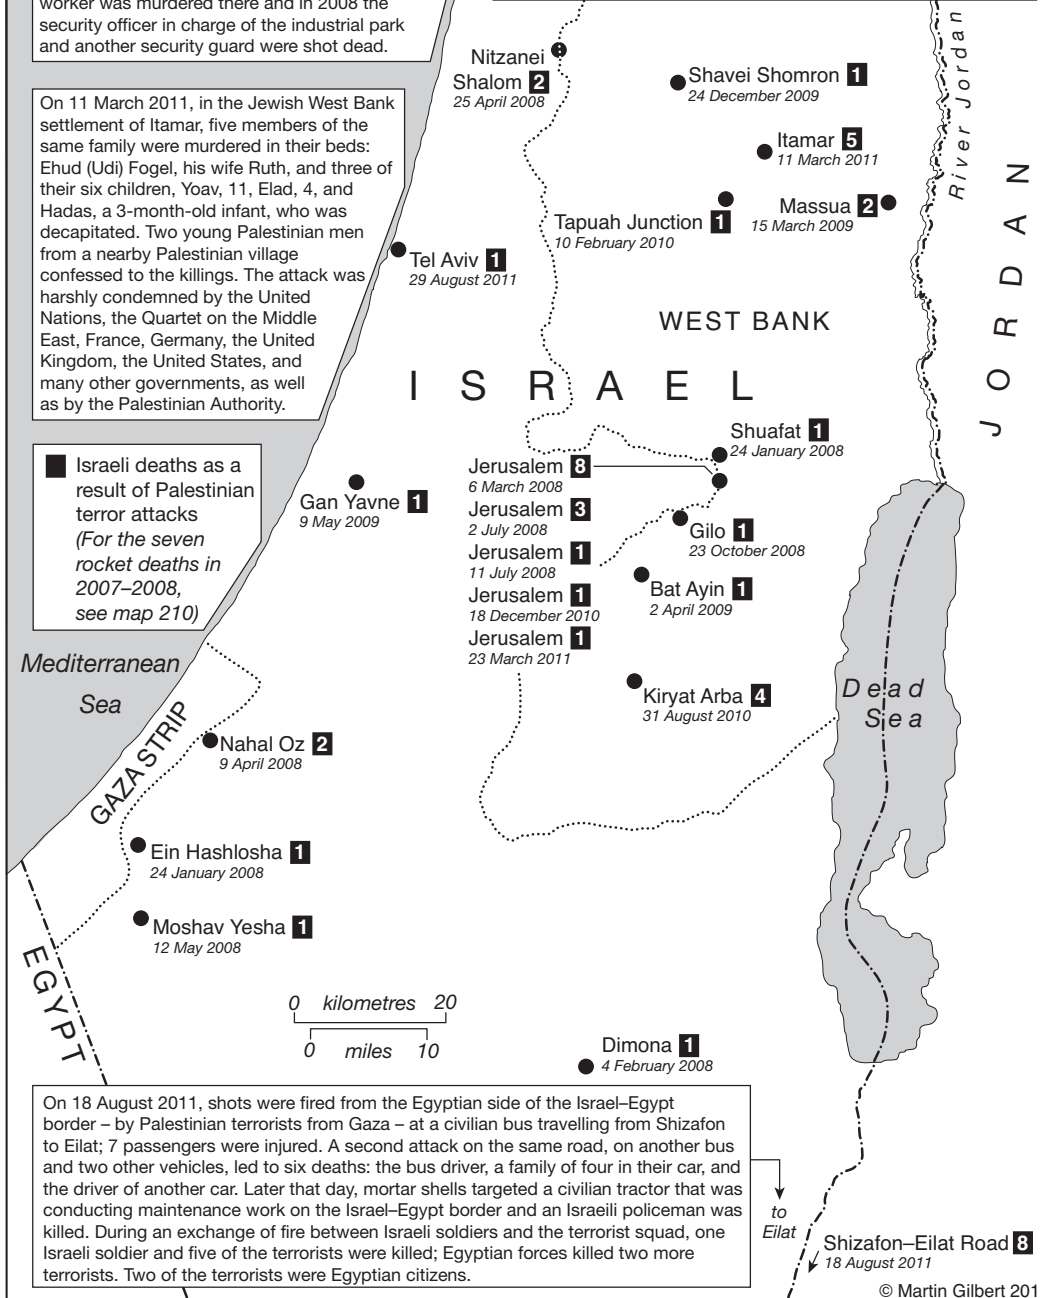 worker was murdered there and in 2008 the
security officer in charge of the industrial park
and another security guard were shot dead.
On 11 March 2011, in the Jewish West Bank
settlement of Itamar, five members of the
same family were murdered in their beds:
Ehud (Udi) Fogel, his wife Ruth, and three of
their six children, Yoav, 11, Elad, 4, and
Hadas, a 3-month-old infant, who was
decapitated. Two young Palestinian men
from a nearby Palestinian village
confessed to the killings. The attack was
harshly condemned by the United
Nations, the Quartet on the Middle
East, France, Germany, the United
Kingdom, the United States, and
many other governments, as well
as by the Palestinian Authority.
Israeli deaths as a
result of Palestinian
terror attacks
(For the seven
rocket deaths in
2007–2008,
see map 210)
Nitzanei
Shalom 2
25 April 2008
Shavei Shomron 1
24 December 2009
Itamar 5
11 March 2011
Tapuah Junction 1
10 February 2010
Massua 2
15 March 2009
Tel Aviv 1
29 August 2011
River Jordan
JORDAN
WEST BANK
ISRAEL
Shuafat 1
24 January 2008
Jerusalem 8
6 March 2008
Jerusalem 3
2 July 2008
Jerusalem 1
11 July 2008
Jerusalem 1
18 December 2010
Jerusalem 1
23 March 2011
Gan Yavne 1
9 May 2009
Gilo 1
23 October 2008
Bat Ayin 1
2 April 2009
Kiryat Arba 4
31 August 2010
Mediterranean
Sea
Dead
Sea
GAZA STRIP
Nahal Oz 2
9 April 2008
Ein Hashlosha 1
24 January 2008
Moshav Yesha 1
12 May 2008
EGYPT
0 kilometres 20
0 miles 10
Dimona 1
4 February 2008
On 18 August 2011, shots were fired from the Egyptian side of the Israel–Egypt
border – by Palestinian terrorists from Gaza – at a civilian bus travelling from Shizafon
to Eilat; 7 passengers were injured. A second attack on the same road, on another bus
and two other vehicles, led to six deaths: the bus driver, a family of four in their car, and
the driver of another car. Later that day, mortar shells targeted a civilian tractor that was
conducting maintenance work on the Israel–Egypt border and an Israeili policeman was
killed. During an exchange of fire between Israeli soldiers and the terrorist squad, one
Israeli soldier and five of the terrorists were killed; Egyptian forces killed two more
terrorists. Two of the terrorists were Egyptian citizens.
to
Eilat
Shizafon–Eilat Road 8
18 August 2011
© Martin Gilbert 201